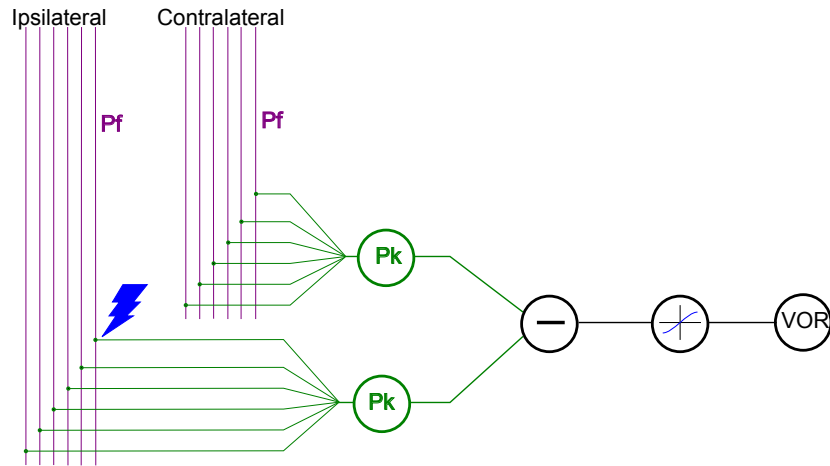 Ipsilateral
Contralateral
Pf
Pf
Pk
VOR
Pk